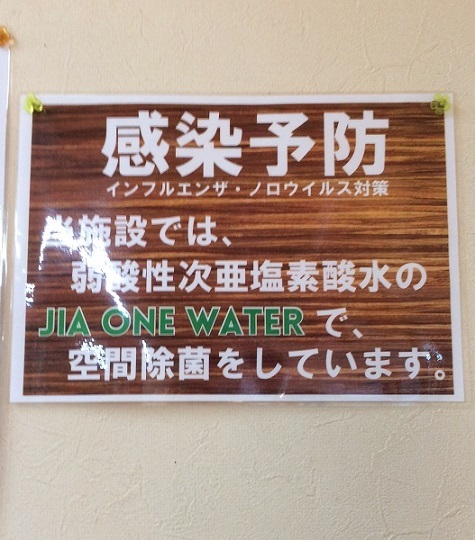 感染予防
インフルエンザ・ノロウイルス対策
当施設では、
弱酸性次亜塩素酸水の
JIA ONE WATER で、
空間除菌をしています。